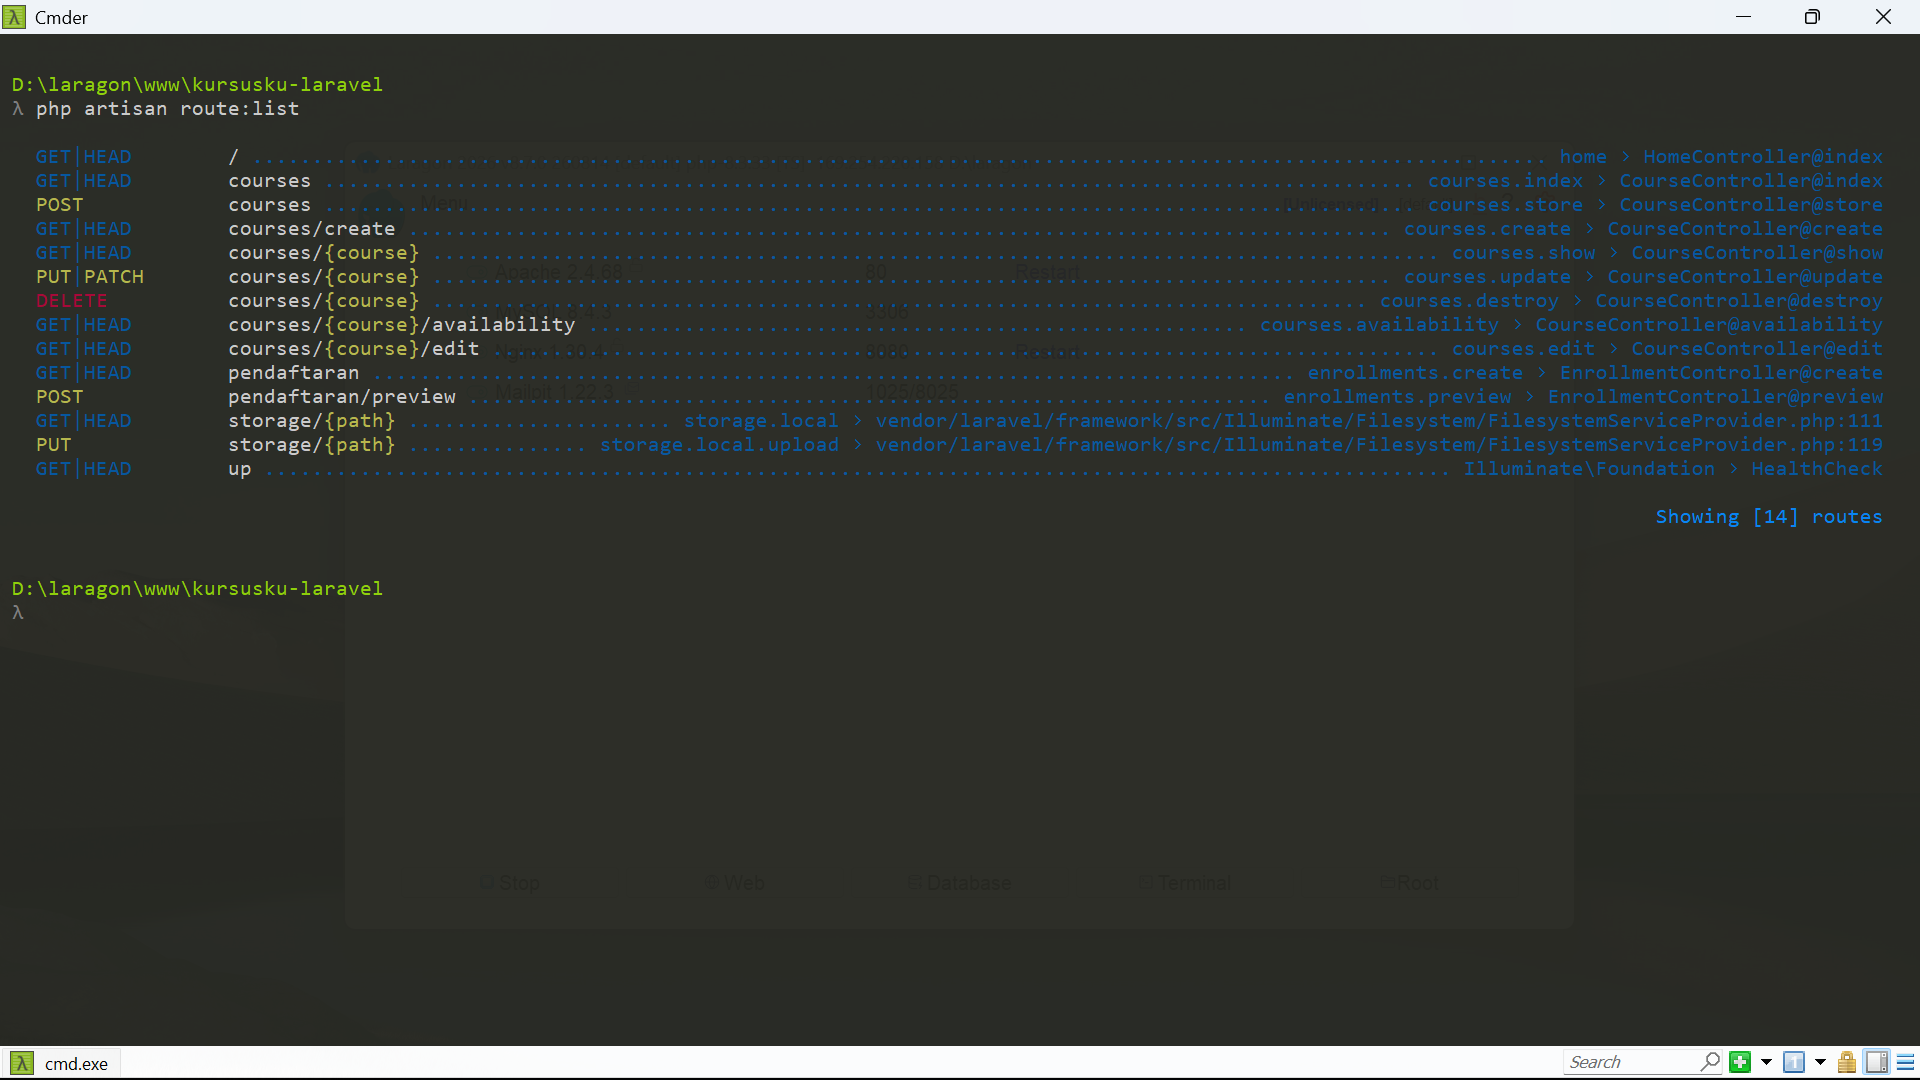 Cmder
D:\laragon\www\kursusku-laravel
λ php artisan route:list
GET|HEAD / ........ home > HomeController@index
GET|HEAD courses ........ courses.index > CourseController@index
POST courses ........ courses.store > CourseController@store
GET|HEAD courses/create ........ courses.create > CourseController@create
GET|HEAD courses/{course} ........ courses.show > CourseController@show
PUT|PATCH courses/{course} ........ courses.update > CourseController@update
DELETE courses/{course} ........ courses.destroy > CourseController@destroy
GET|HEAD courses/{course}/availability ........ courses.availability > CourseController@availability
GET|HEAD courses/{course}/edit ........ courses.edit > CourseController@edit
GET|HEAD pendaftaran ........ enrollments.create > EnrollmentController@create
POST pendaftaran/preview ........ enrollments.preview > EnrollmentController@preview
GET|HEAD storage/{path} ........ storage.local > vendor/laravel/framework/src/Illuminate/Filesystem/FilesystemServiceProvider.php:111
PUT storage/{path} ........ storage.local.upload > vendor/laravel/framework/src/Illuminate/Filesystem/FilesystemServiceProvider.php:119
GET|HEAD up ........ Illuminate\Foundation > HealthCheck
Showing [14] routes
D:\laragon\www\kursusku-laravel
λ
Stop Web Database Terminal Root
cmd.exe
Search